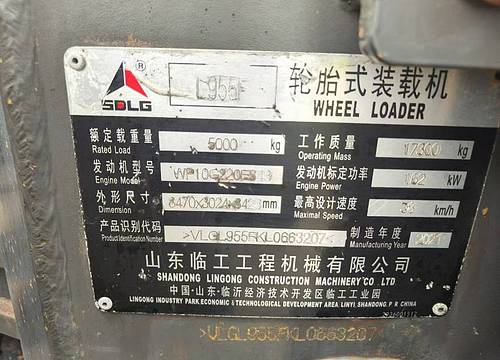 SDLG ® L955F 轮胎式装载机
WHEEL LOADER
额定载重量 5000 kg 工作质量 17300 kg
Rated Load Operating Mass
发动机型号 发动机标定功率 162 kW
Engine Model Engine Power
外形尺寸 mm 最高设计速度 km/h
Dimension Maximal Speed
产品识别代码 >VLGL955FKL0663207< 制造年度
Product Identification Number Manufacturing Year
山东临工工程机械有限公司
SHANDONG LINGONG CONSTRUCTION MACHINERY CO LTD
中国·山东·临沂经济技术开发区临工工业园
LINGONG INDUSTRY PARK.ECONOMIC & TECHNOLOGICAL DEVELOPMENT AREA, LINYI, SHANDONG, P. R CHINA
>VLGL955FKL0663207<